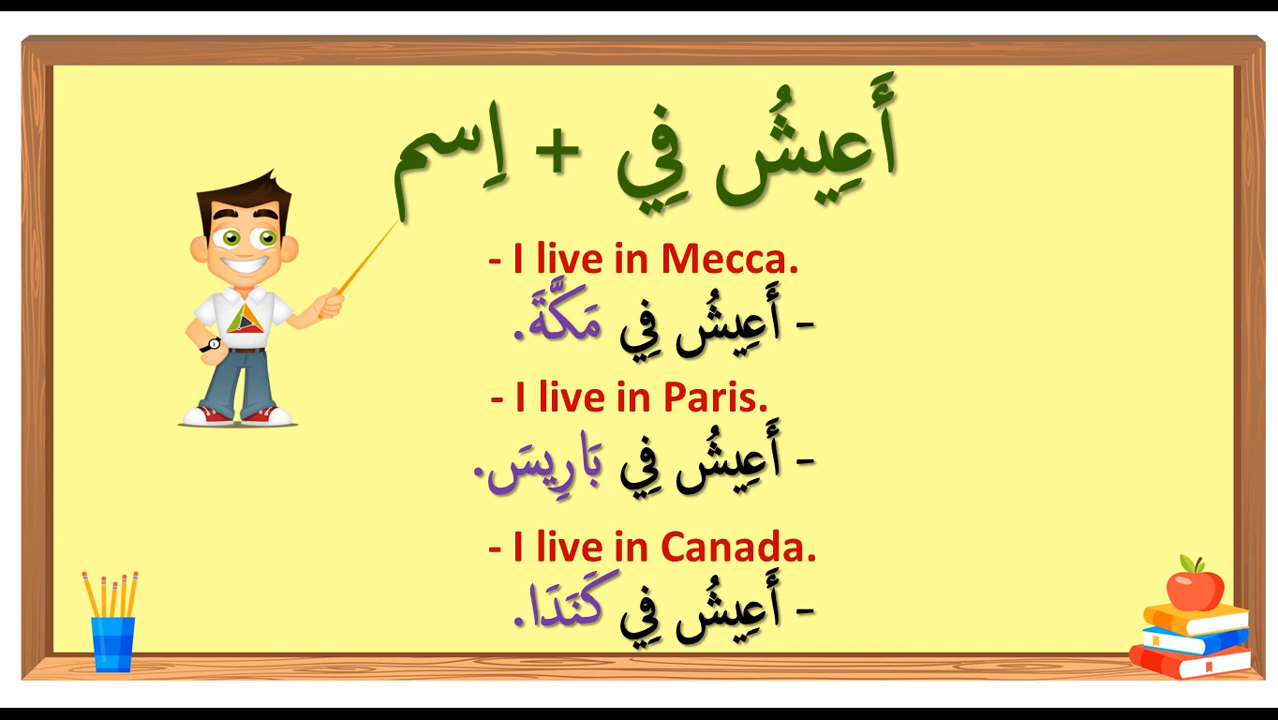 أَعِيشُ فِي + اِسم
- I live in Mecca.
- أَعِيشُ فِي مَكَّةَ.
- I live in Paris.
- أَعِيشُ فِي بَارِيسَ.
- I live in Canada.
- أَعِيشُ فِي كَنَدَا.